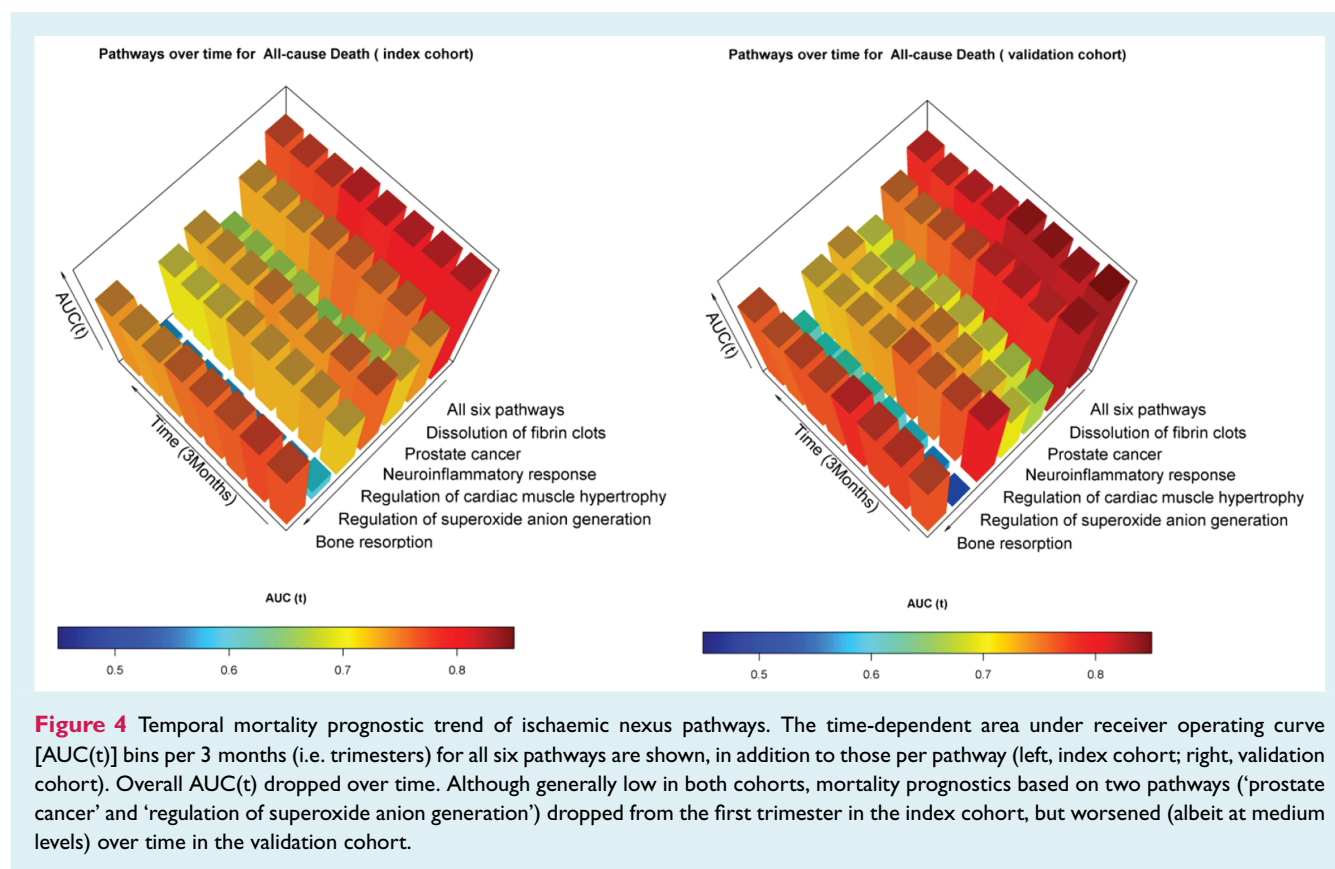 Pathways over time for All-cause Death ( index cohort)
AUC(t)
Time (3Months)
All six pathways
Dissolution of fibrin clots
Prostate cancer
Neuroinflammatory response
Regulation of cardiac muscle hypertrophy
Regulation of superoxide anion generation
Bone resorption
AUC (t)
0.5 0.6 0.7 0.8
Pathways over time for All-cause Death ( validation cohort)
AUC(t)
Time (3Months)
All six pathways
Dissolution of fibrin clots
Prostate cancer
Neuroinflammatory response
Regulation of cardiac muscle hypertrophy
Regulation of superoxide anion generation
Bone resorption
AUC (t)
0.5 0.6 0.7 0.8
Figure 4 Temporal mortality prognostic trend of ischaemic nexus pathways. The time-dependent area under receiver operating curve
[AUC(t)] bins per 3 months (i.e. trimesters) for all six pathways are shown, in addition to those per pathway (left, index cohort; right, validation
cohort). Overall AUC(t) dropped over time. Although generally low in both cohorts, mortality prognostics based on two pathways (‘prostate
cancer’ and ‘regulation of superoxide anion generation’) dropped from the first trimester in the index cohort, but worsened (albeit at medium
levels) over time in the validation cohort.